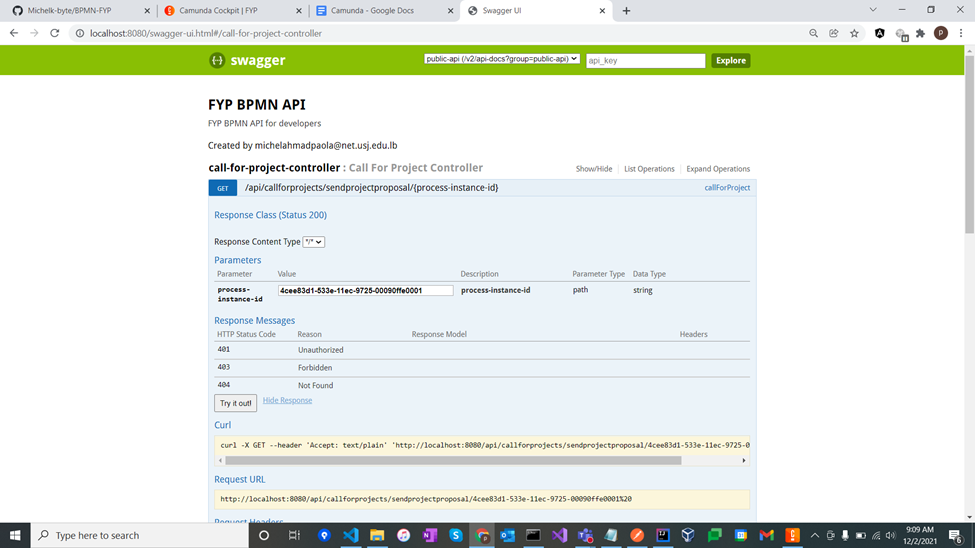 Michelk-byte/BPMN-FYP
Camunda Cockpit | FYP
Camunda - Google Docs
Swagger UI
localhost:8080/swagger-ui.html#/call-for-project-controller
P
swagger
public-api (/v2/api-docs?group=public-api)
api_key
Explore
FYP BPMN API
FYP BPMN API for developers
Created by michelahmadpaola@net.usj.edu.lb
call-for-project-controller : Call For Project Controller
Show/Hide
List Operations
Expand Operations
GET
/api/callforprojects/sendprojectproposal/{process-instance-id}
callForProject
Response Class (Status 200)
Response Content Type */*
Parameters
Parameter Value Description Parameter Type Data Type
process-instance-id 4cee83d1-533e-11ec-9725-00090ffe0001 process-instance-id path string
Response Messages
HTTP Status Code Reason Response Model Headers
401 Unauthorized
403 Forbidden
404 Not Found
Try it out!
Hide Response
Curl
curl -X GET --header 'Accept: text/plain' 'http://localhost:8080/api/callforprojects/sendprojectproposal/4cee83d1-533e-11ec-9725-0
Request URL
http://localhost:8080/api/callforprojects/sendprojectproposal/4cee83d1-533e-11ec-9725-00090ffe0001%20
Request Headers
Type here to search
9:09 AM
12/2/2021